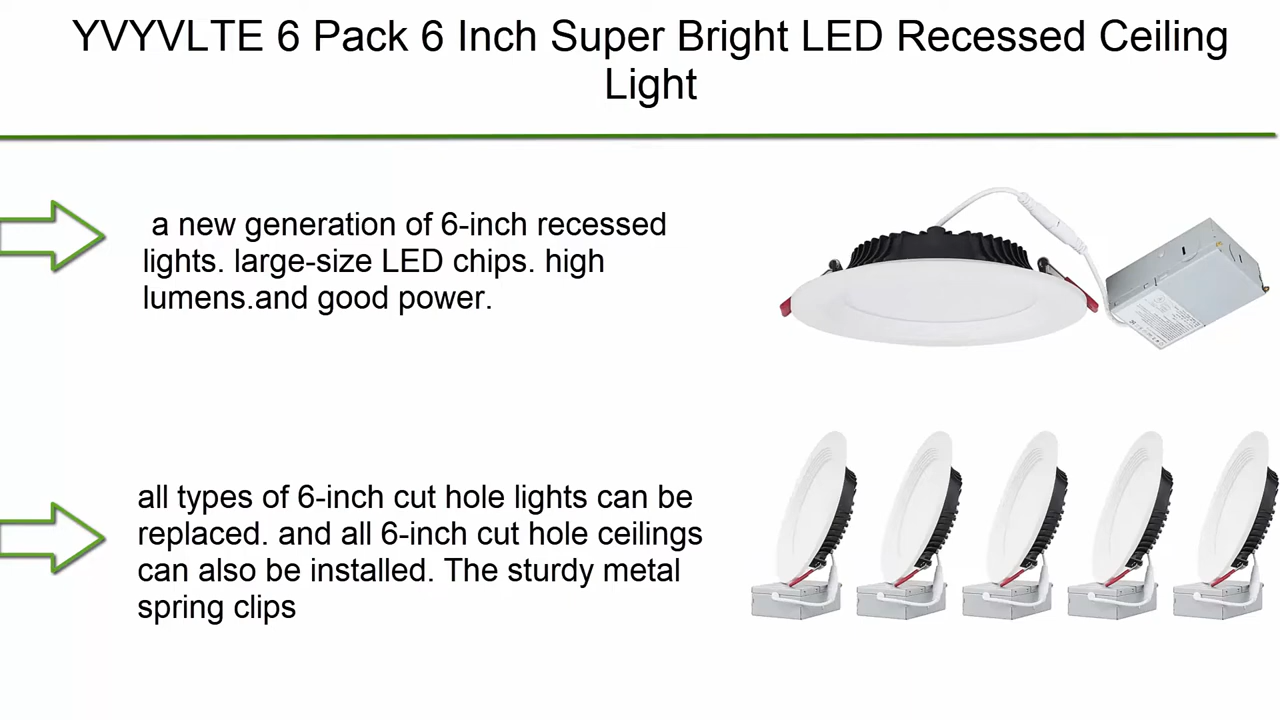 YVYVLTE 6 Pack 6 Inch Super Bright LED Recessed Ceiling
Light
a new generation of 6-inch recessed
lights. large-size LED chips. high
lumens.and good power.
all types of 6-inch cut hole lights can be
replaced. and all 6-inch cut hole ceilings
can also be installed. The sturdy metal
spring clips